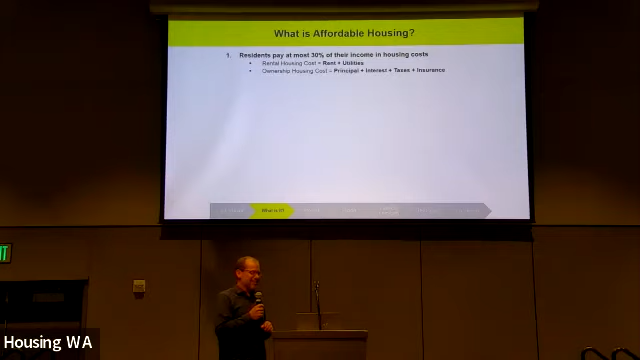 What is Affordable Housing?
1. Residents pay at most 30% of their income in housing costs
• Rental Housing Cost = Rent + Utilities
• Ownership Housing Cost = Principal + Interest + Taxes + Insurance
What is it?
IT
Housing WA